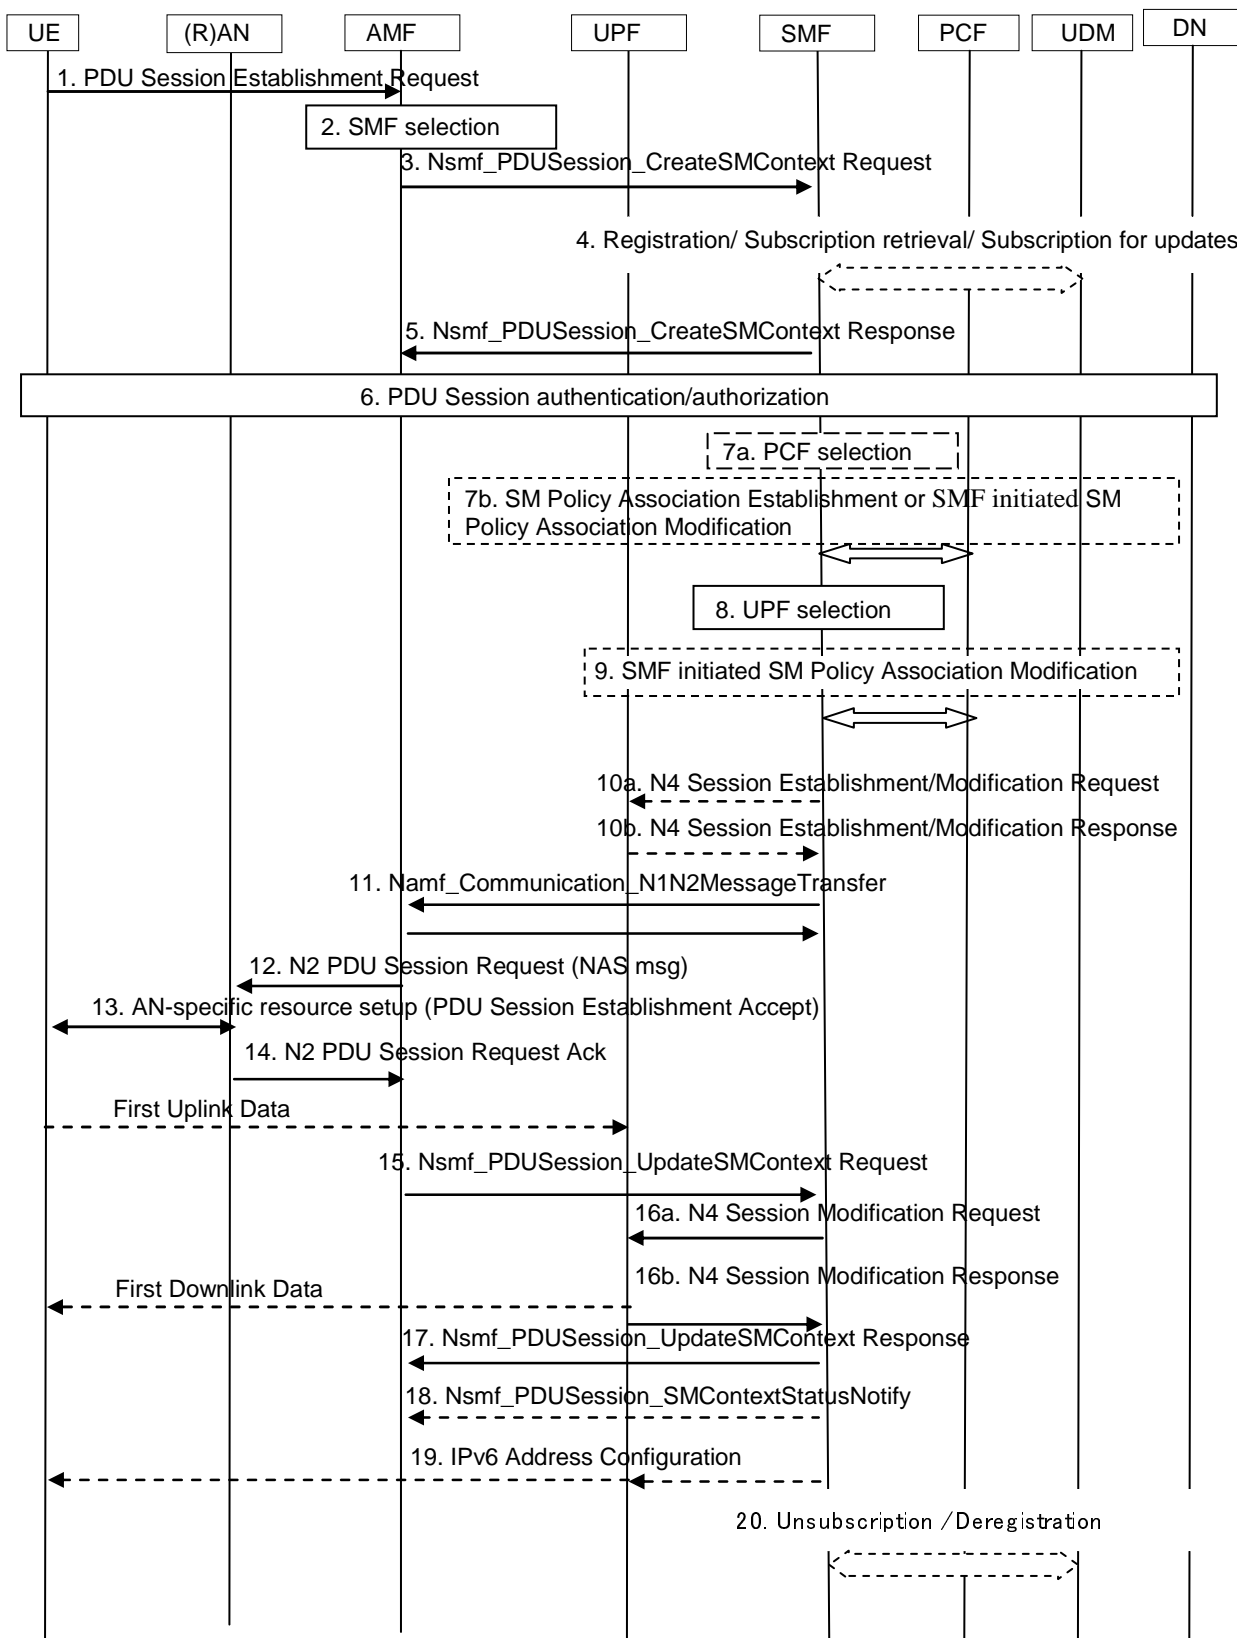 UE
(R)AN
AMF
UPF
SMF
PCF
UDM
DN
1. PDU Session Establishment Request
2. SMF selection
3. Nsmf_PDUSession_CreateSMContext Request
4. Registration/ Subscription retrieval/ Subscription for updates
5. Nsmf_PDUSession_CreateSMContext Response
6. PDU Session authentication/authorization
7a. PCF selection
7b. SM Policy Association Establishment or SMF initiated SM
Policy Association Modification
8. UPF selection
9. SMF initiated SM Policy Association Modification
10a. N4 Session Establishment/Modification Request
10b. N4 Session Establishment/Modification Response
11. Namf_Communication_N1N2MessageTransfer
12. N2 PDU Session Request (NAS msg)
13. AN-specific resource setup (PDU Session Establishment Accept)
14. N2 PDU Session Request Ack
First Uplink Data
15. Nsmf_PDUSession_UpdateSMContext Request
16a. N4 Session Modification Request
16b. N4 Session Modification Response
First Downlink Data
17. Nsmf_PDUSession_UpdateSMContext Response
18. Nsmf_PDUSession_SMContextStatusNotify
19. IPv6 Address Configuration
20. Unsubscription /Deregistration